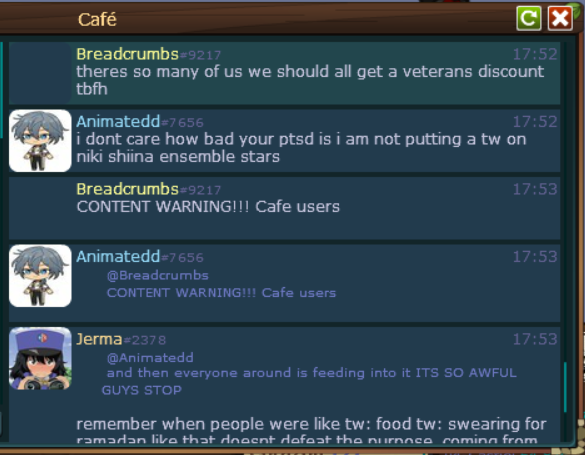 Café
Breadcrumbs#9217 17:52
theres so many of us we should all get a veterans discount
tbfh
Animatedd#7656 17:52
i dont care how bad your ptsd is i am not putting a tw on
niki shiina ensemble stars
Breadcrumbs#9217 17:53
CONTENT WARNING!!! Cafe users
Animatedd#7656 17:53
@Breadcrumbs
CONTENT WARNING!!! Cafe users
Jerma#2378 17:53
@Animatedd
and then everyone around is feeding into it ITS SO AWFUL
GUYS STOP
remember when people were like tw: food tw: swearing for
ramadan like that doesnt defeat the purpose coming from